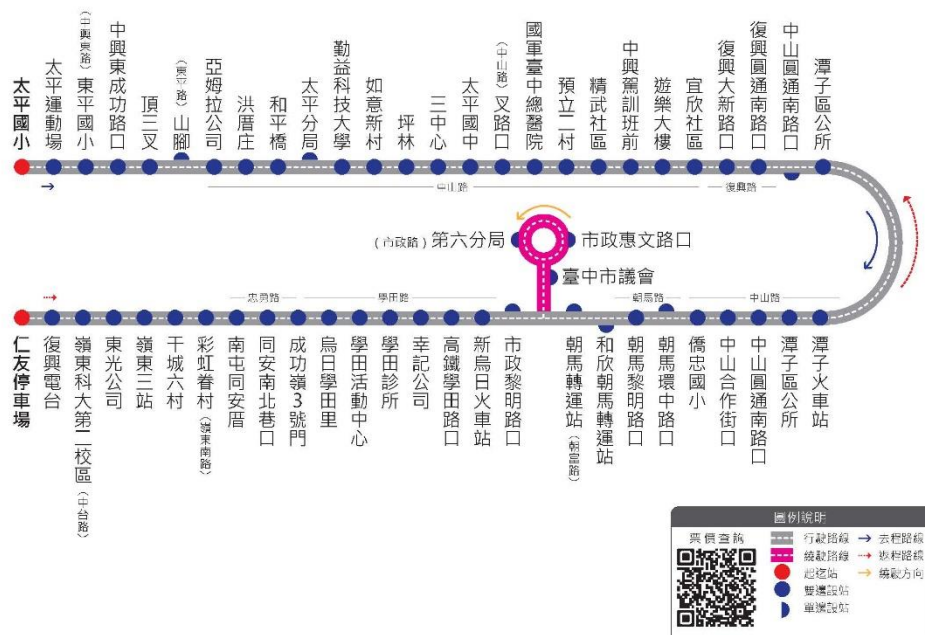 太平國小
太平運動場
東平國小
(中興東路)
中興東成功路口
頂三叉
(東平路)山腳
亞姆拉公司
洪厝庄
和平橋
太平分局
勤益科技大學
如意新村
坪林
三中心
太平國中
(中山路)叉路口
國軍臺中總醫院
預立二村
精武社區
中興駕訓班前
遊樂大樓
宜欣社區
復興大新路口
復興圓通南路口
中山圓通南路口
潭子區公所
中山路
復興路
(市政路)第六分局
市政惠文路口
臺中市議會
忠勇路
學田路
朝馬路
中山路
仁友停車場
復興電台
嶺東科大第二校區(中台路)
東光公司
嶺東三站
干城六村
彩虹眷村(嶺東南路)
南屯同安厝
同安南北巷口
成功嶺3號門
烏日學田里
學田活動中心
學田診所
幸記公司
高鐵學田路口
新烏日火車站
市政黎明路口
朝馬轉運站(朝富路)
和欣朝馬轉運站
朝馬黎明路口
朝馬環中路口
僑忠國小
中山合作街口
中山圓通南路口
潭子區公所
潭子火車站
圖例說明
票價查詢
行駛路線
去程路線
繞駛路線
返程路線
起迄站
繞駛方向
雙邊設站
單邊設站